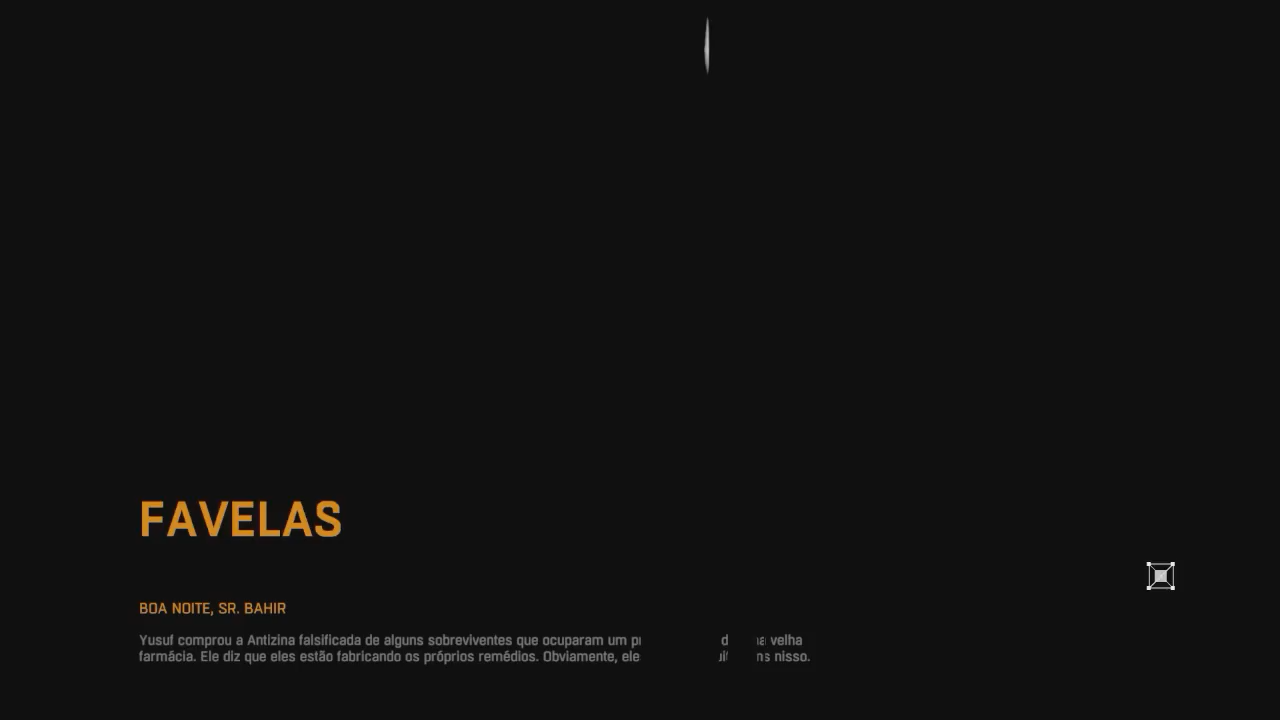 FAVELAS
BOA NOITE, SR. BAHIR
Yusuf comprou a Antizina falsificada de alguns sobreviventes que ocuparam um velha
farmácia. Ele diz que eles estão fabricando os próprios remédios. Obviamente, nisso.